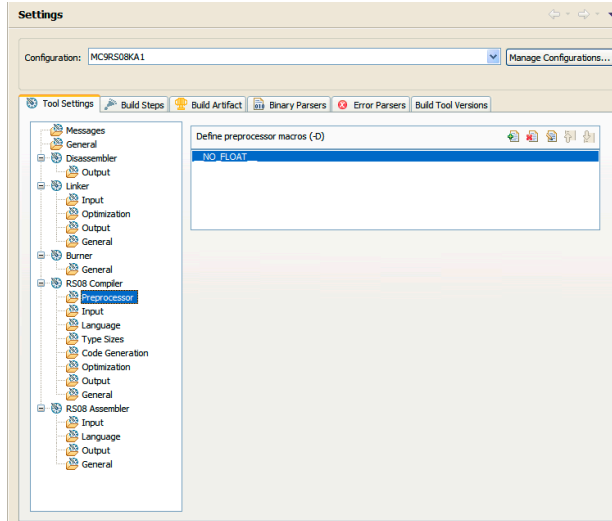 Settings
Configuration: MC9RS08KA1 Manage Configurations...
Tool Settings Build Steps Build Artifact Binary Parsers Error Parsers Build Tool Versions
Messages
General
Disassembler
Output
Linker
Input
Optimization
Output
General
Burner
General
RS08 Compiler
Preprocessor
Input
Language
Type Sizes
Code Generation
Optimization
Output
General
RS08 Assembler
Input
Language
Output
General
Define preprocessor macros (-D)
__NO_FLOAT__